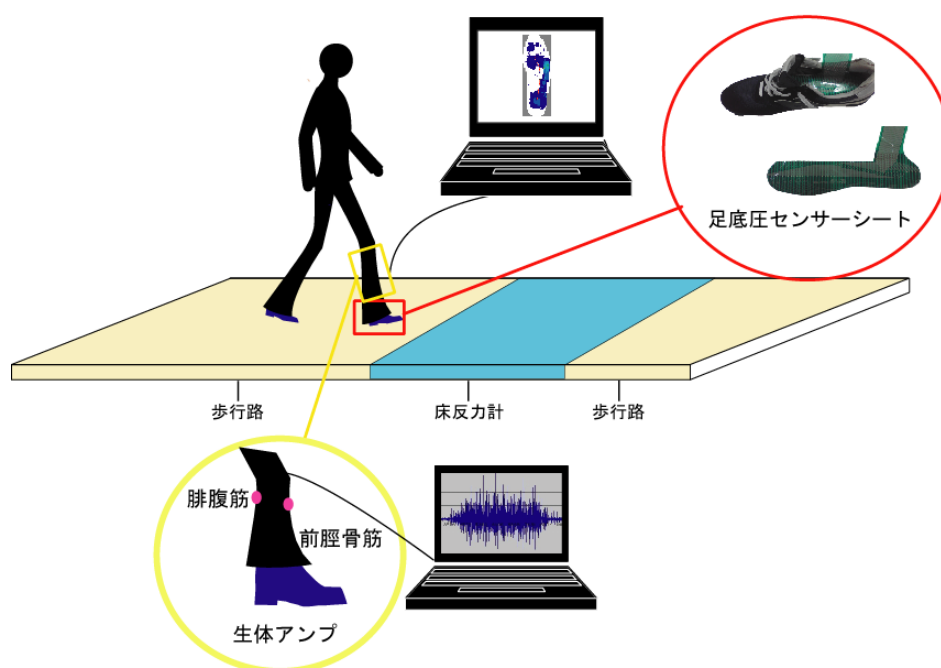 足底圧センサーシート
歩行路
床反力計
歩行路
腓腹筋
前脛骨筋
生体アンプ